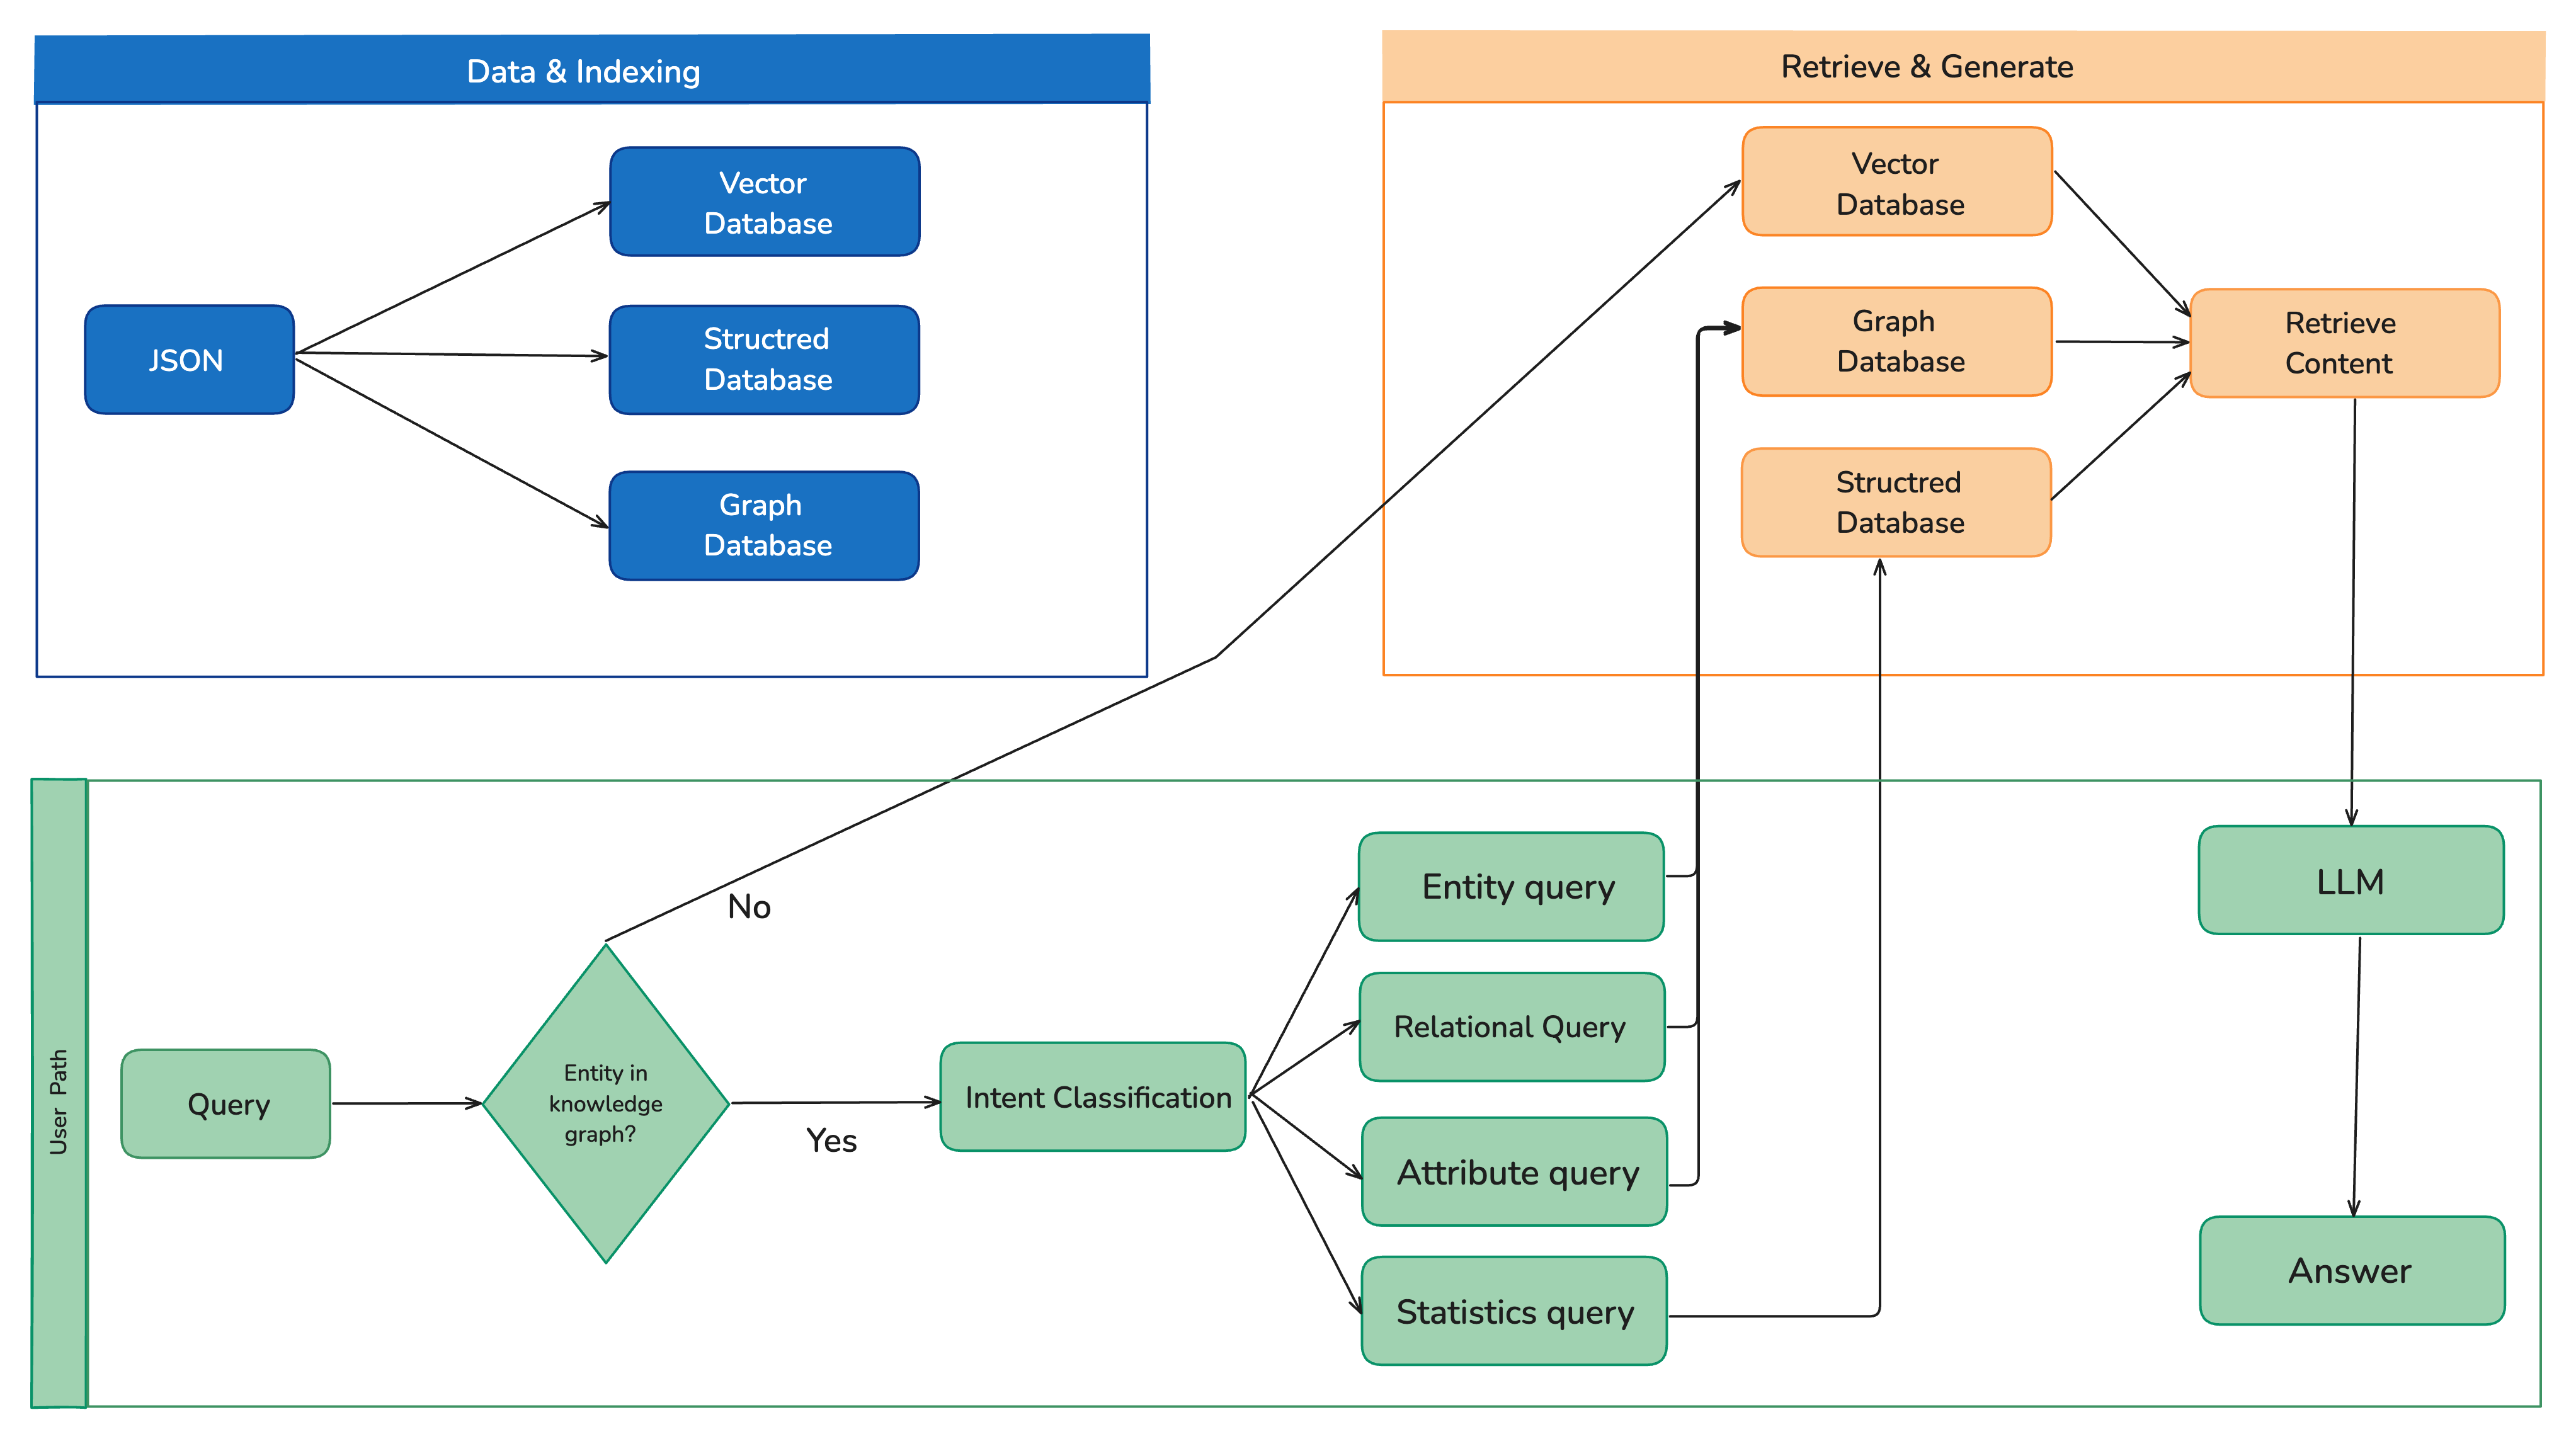 Data & Indexing
JSON
Vector
Database
Structred
Database
Graph
Database
Retrieve & Generate
Vector
Database
Graph
Database
Structred
Database
Retrieve
Content
User Path
Query
Entity in
knowledge
graph?
No
Yes
Intent Classification
Entity query
Relational Query
Attribute query
Statistics query
LLM
Answer